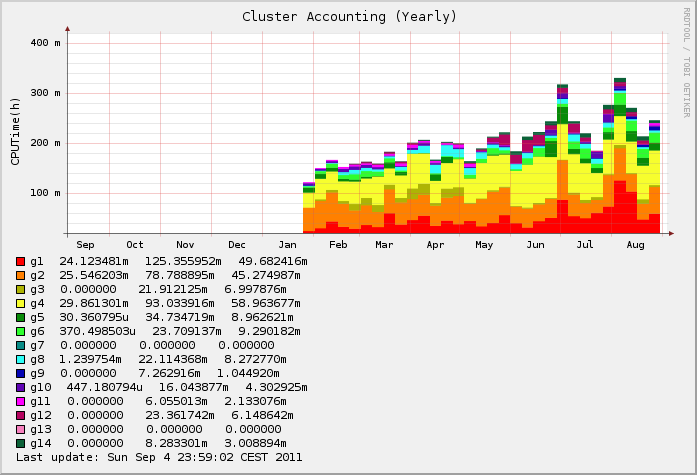 Cluster Accounting (Yearly)
RRDTOOL / TOBI OETIKER
CPUTime(h)
400 m
300 m
200 m
100 m
Sep Oct Nov Dec Jan Feb Mar Apr May Jun Jul Aug
g1 24.123481m 125.355952m 49.682416m
g2 25.546203m 78.788895m 45.274987m
g3 0.000000 21.912125m 6.997876m
g4 29.861301m 93.033916m 58.963677m
g5 30.360795u 34.734719m 8.962621m
g6 370.498503u 23.709137m 9.290182m
g7 0.000000 0.000000 0.000000
g8 1.239754m 22.114368m 8.272770m
g9 0.000000 7.262916m 1.044920m
g10 447.180794u 16.043877m 4.302925m
g11 0.000000 6.055013m 2.133076m
g12 0.000000 23.361742m 6.148642m
g13 0.000000 0.000000 0.000000
g14 0.000000 8.283301m 3.008894m
Last update: Sun Sep 4 23:59:02 CEST 2011